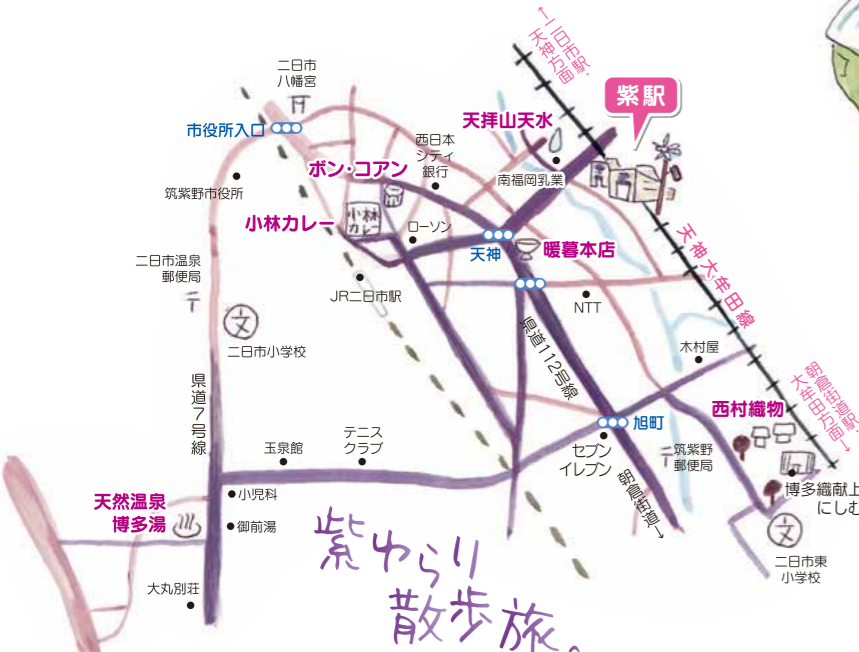 ←二日市駅・
天神方面
紫駅
二日市
八幡宮
市役所入口
天拝山天水
西日本
シティ
銀行
ボン・コアン
南福岡乳業
筑紫野市役所
小林カレー
小林
カレー
ローソン
天神
暖暮本店
天神大牟田線
二日市温泉
郵便局
〒
JR二日市駅
NTT
文
二日市小学校
県道112号線
木村屋
県道7号線
朝倉街道駅・
大牟田方面→
西村織物
旭町
テニス
クラブ
玉泉館
セブン
イレブン
〒
筑紫野
郵便局
朝倉街道→
博多織献上
にしむ
小児科
天然温泉
博多湯
御前湯
文
二日市東
小学校
大丸別荘
紫わらり
散歩旅。